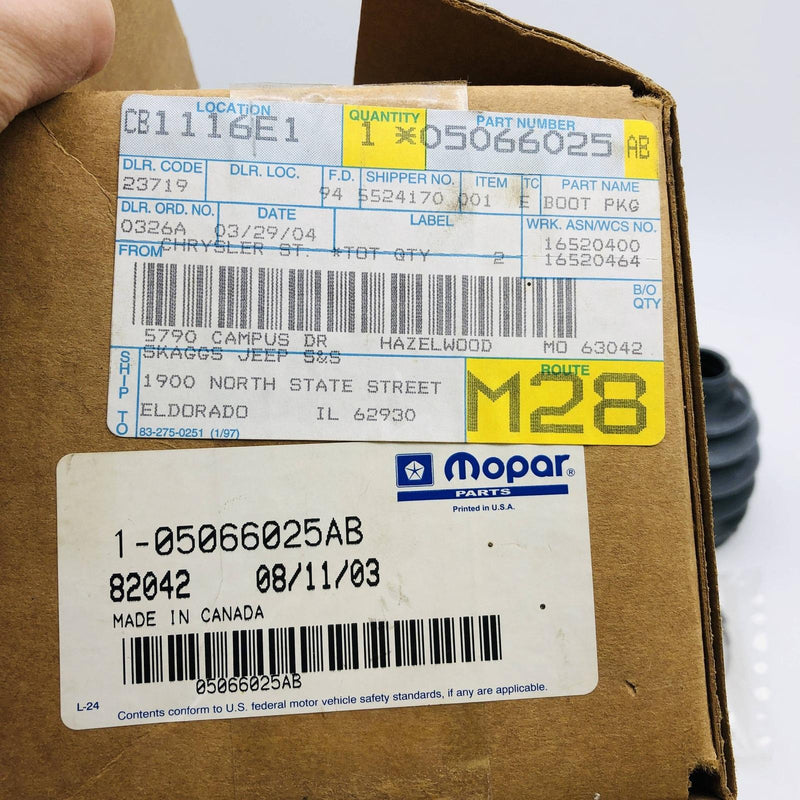 LOCATION QUANTITY PART NUMBER
CB1116E1 1 *05066025 AB
DLR. CODE DLR. LOC. F.D. SHIPPER NO. ITEM TC PART NAME
23719 94 5524170 001 E BOOT PKG
DLR. ORD. NO. DATE LABEL WRK. ASN/WCS NO.
0326A 03/29/04 16520400
FROM CHRYSLER ST. *TOT QTY 2 16520464
B/O QTY
5790 CAMPUS DR HAZELWOOD MO 63042
SHIP TO
SKAGGS JEEP S&S
1900 NORTH STATE STREET
ELDORADO IL 62930
ROUTE
M28
83-275-0251 (1/97)
Mopar®
PARTS
Printed in U.S.A.
1-05066025AB
82042 08/11/03
MADE IN CANADA
05066025AB
L-24 Contents conform to U.S. federal motor vehicle safety standards, if any are applicable.